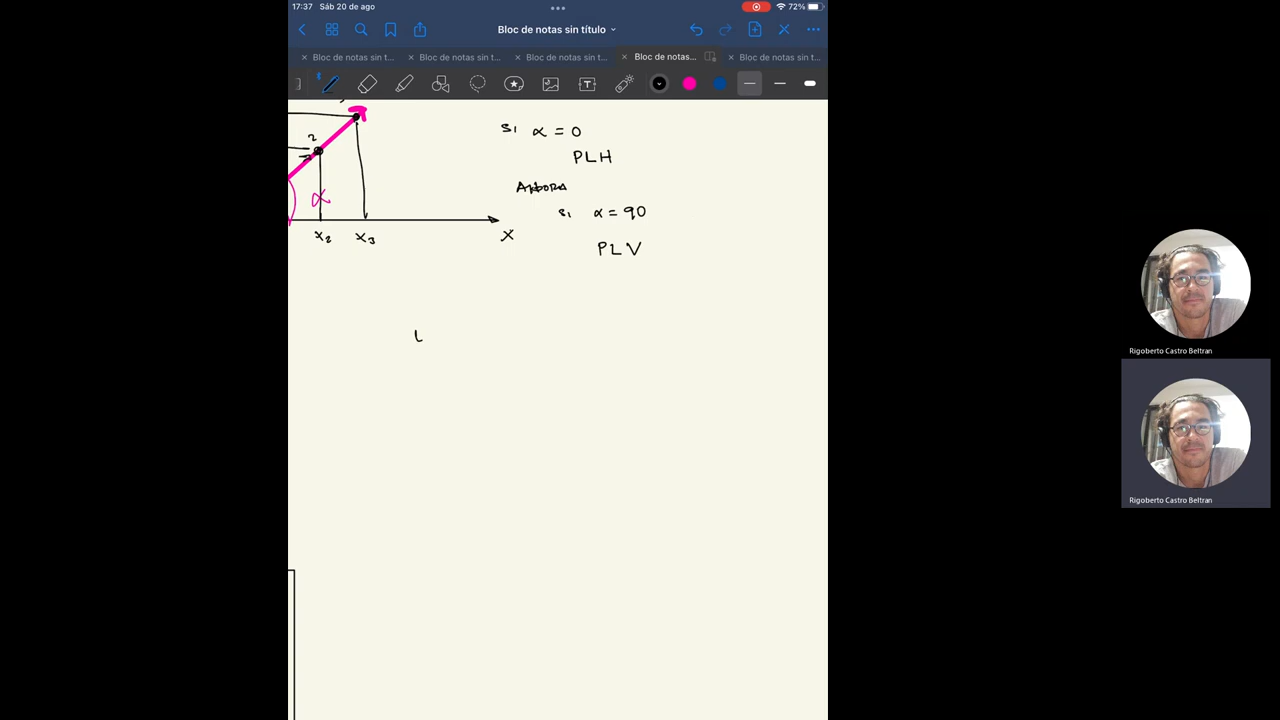 17:37 Sáb 20 de ago
72%
Bloc de notas sin título
Bloc de notas sin t...
Bloc de notas sin t...
Bloc de notas sin t...
Bloc de notas...
Bloc de notas sin t...
T
2
α
x₂
x₃
X
si α = 0
PLH
AHORA
si α = 90
PLV
L
Rigoberto Castro Beltran
Rigoberto Castro Beltran